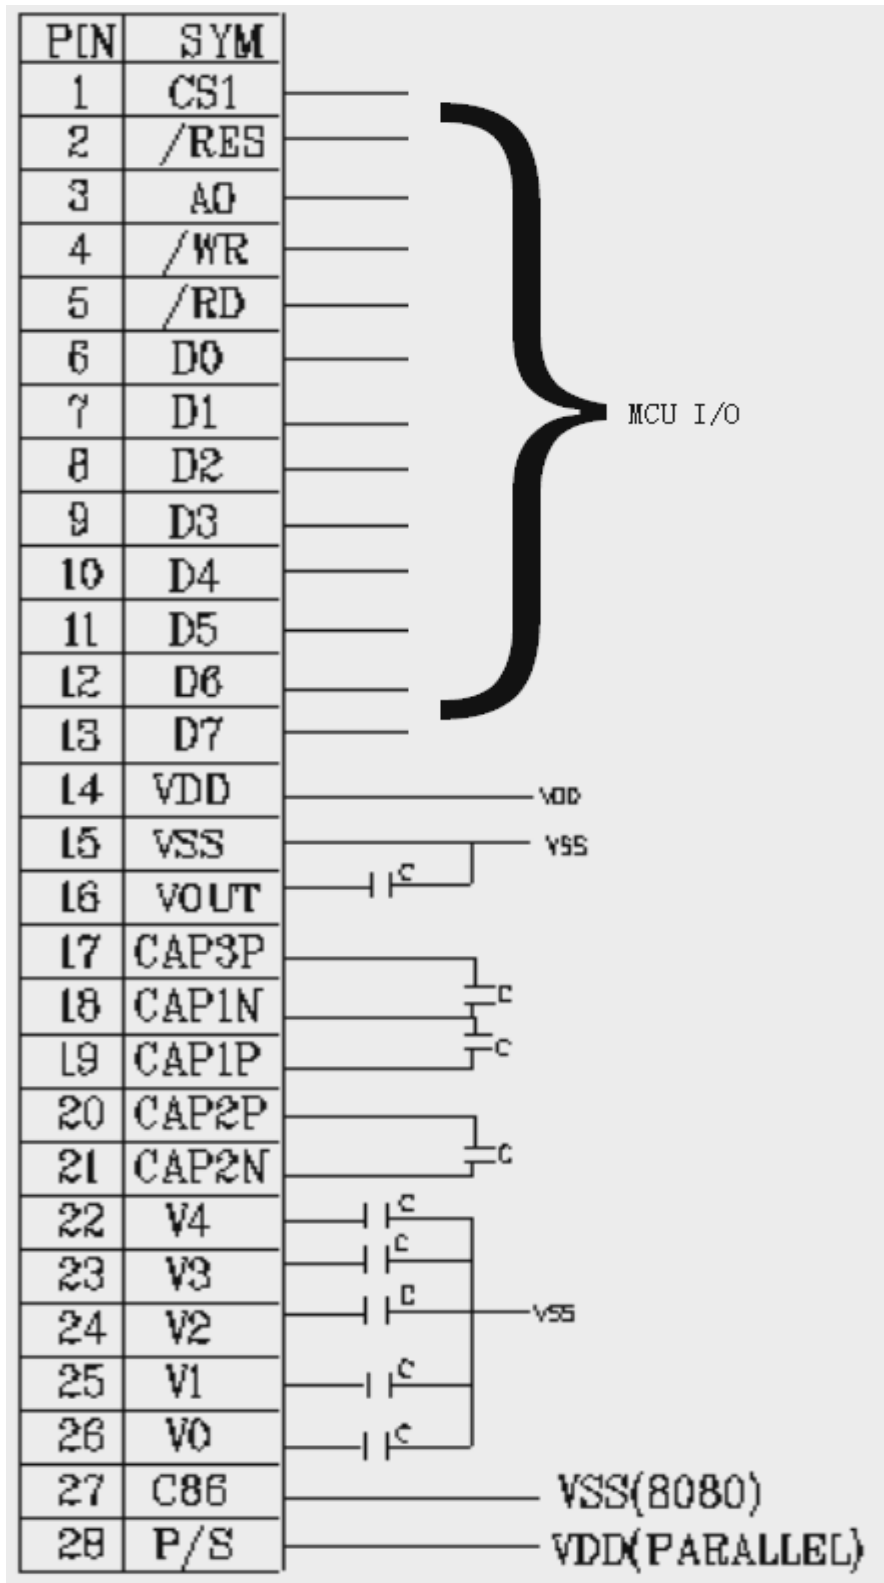 PIN SYM
1 CS1
2 /RES
3 A0
4 /WR
5 /RD
6 D0
7 D1 MCU I/O
8 D2
9 D3
10 D4
11 D5
12 D6
13 D7
14 VDD VDD
15 VSS VSS
C
16 VOUT
17 CAP3P
C
18 CAP1N
C
19 CAP1P
20 CAP2P
C
21 CAP2N
C
22 V4
C
23 V3
C
24 V2 VSS
C
25 V1
C
26 V0
27 C86 VSS(8080)
28 P/S VDD(PARALLEL)